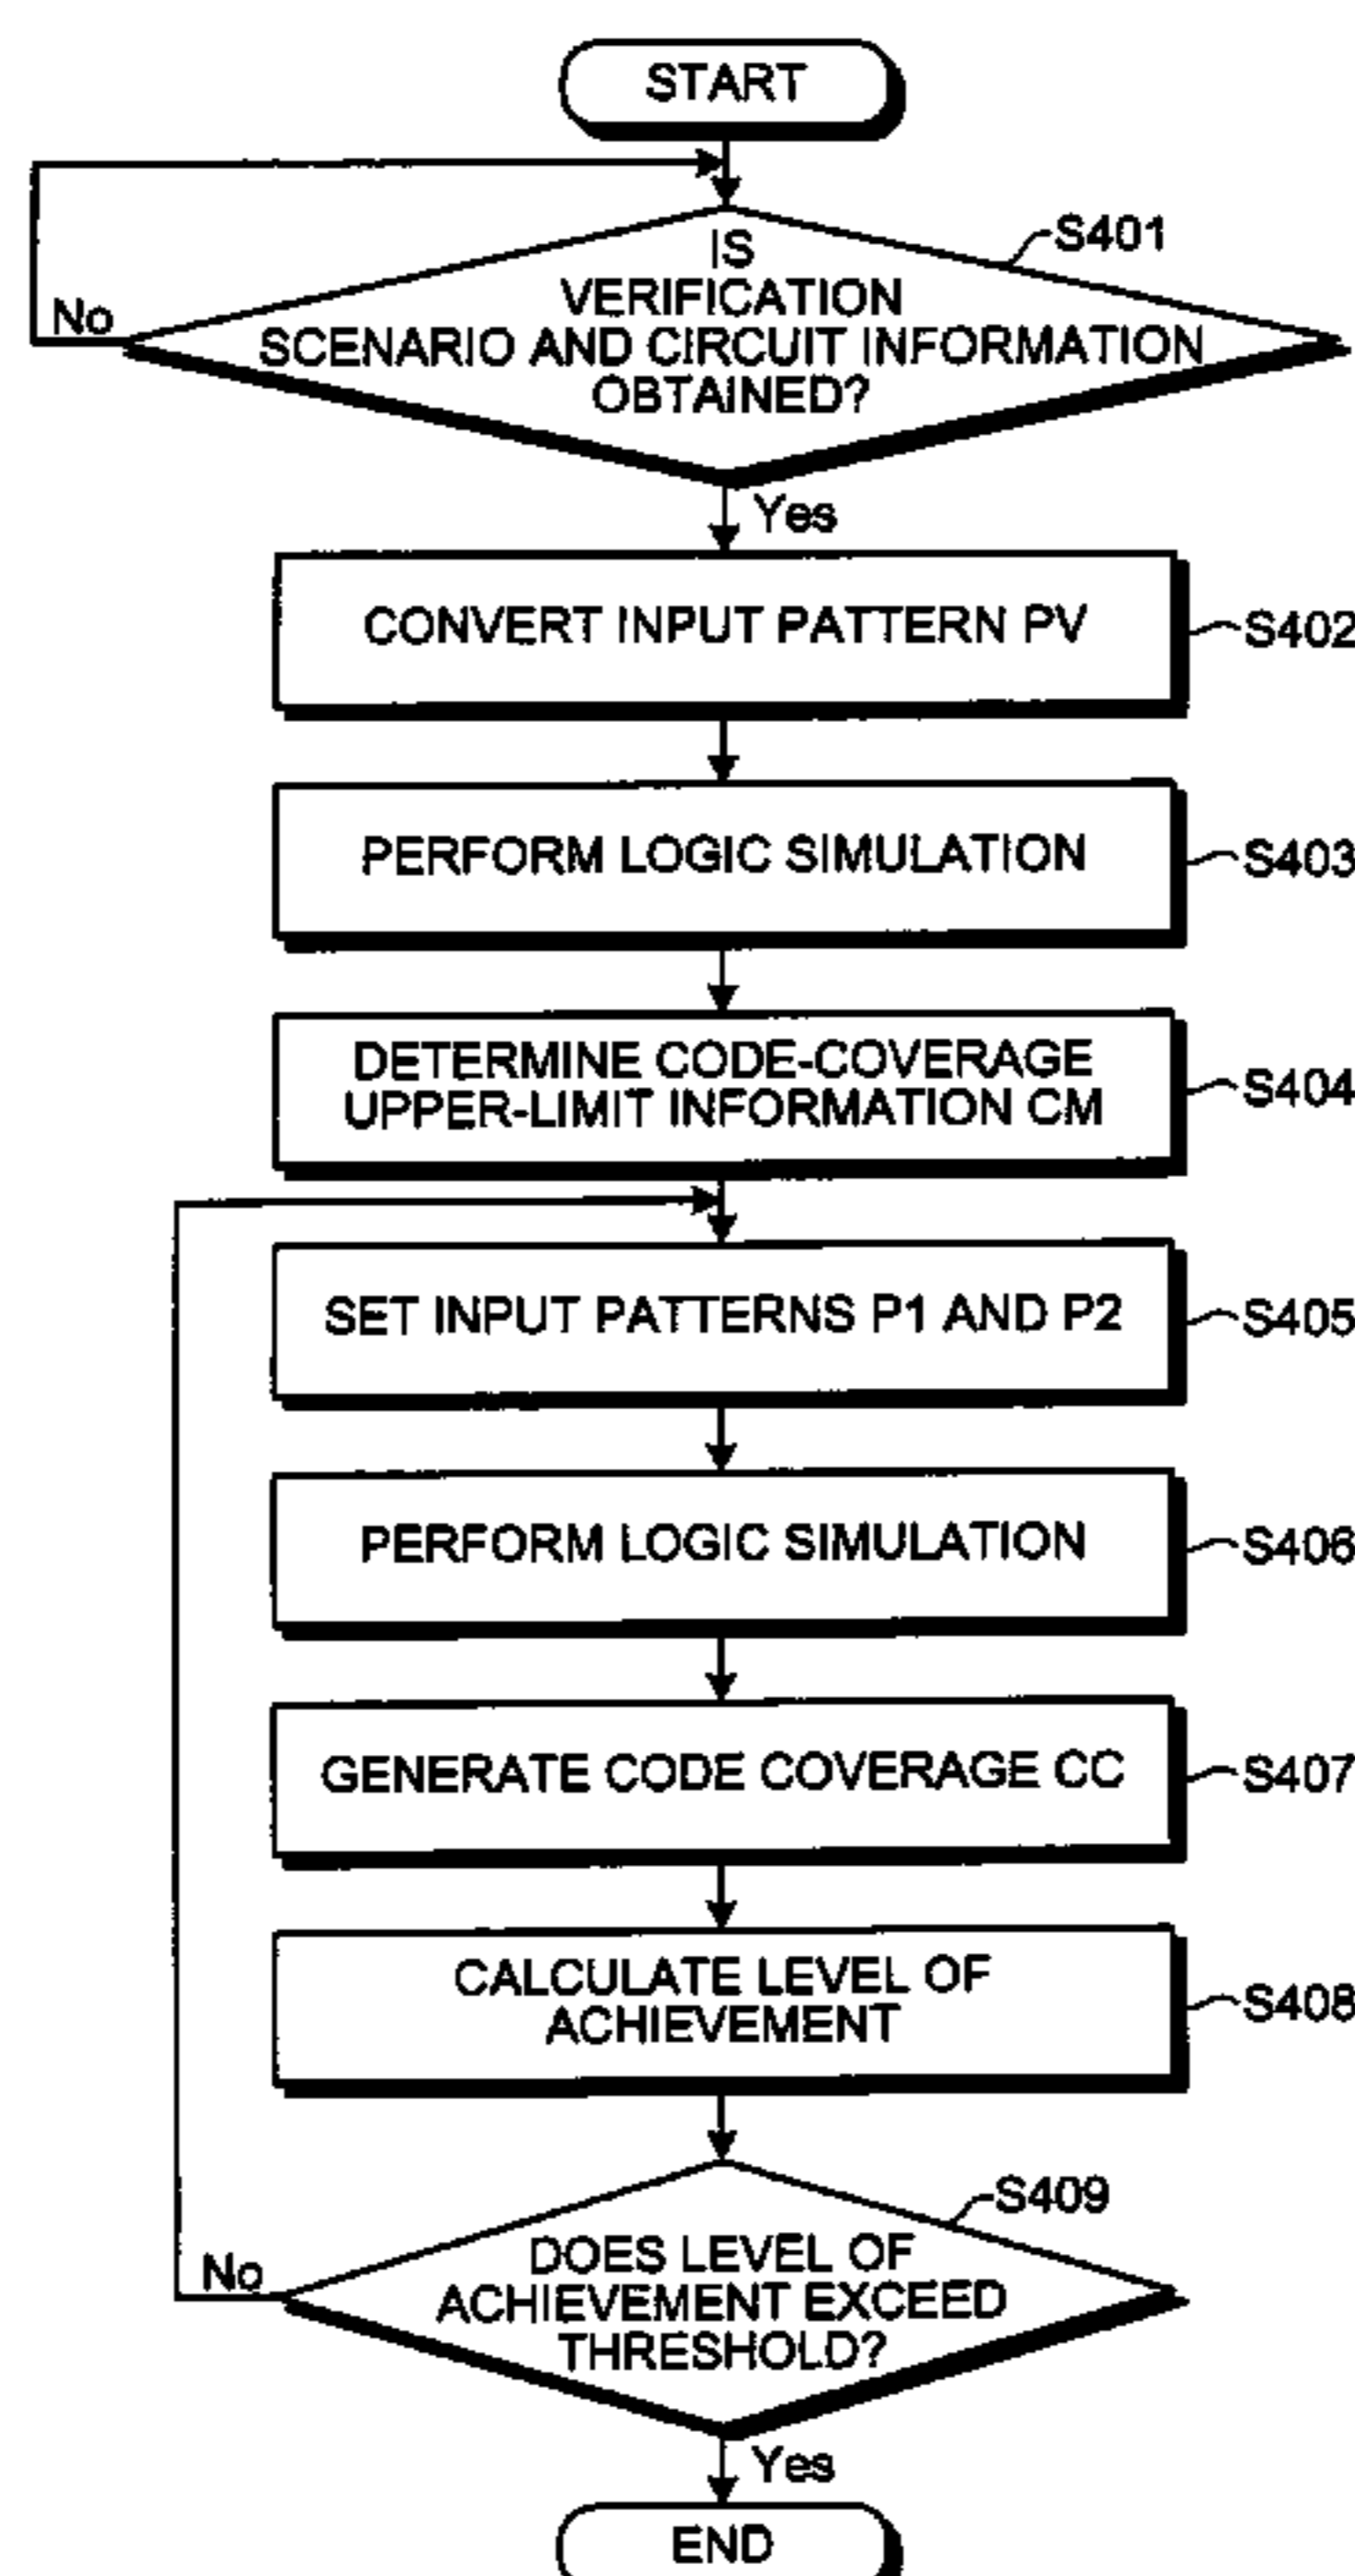 START
IS
VERIFICATION
SCENARIO AND CIRCUIT INFORMATION
OBTAINED?
S401
No
Yes
CONVERT INPUT PATTERN PV
S402
PERFORM LOGIC SIMULATION
S403
DETERMINE CODE-COVERAGE
UPPER-LIMIT INFORMATION CM
S404
SET INPUT PATTERNS P1 AND P2
S405
PERFORM LOGIC SIMULATION
S406
GENERATE CODE COVERAGE CC
S407
CALCULATE LEVEL OF
ACHIEVEMENT
S408
DOES LEVEL OF
ACHIEVEMENT EXCEED
THRESHOLD?
S409
No
Yes
END